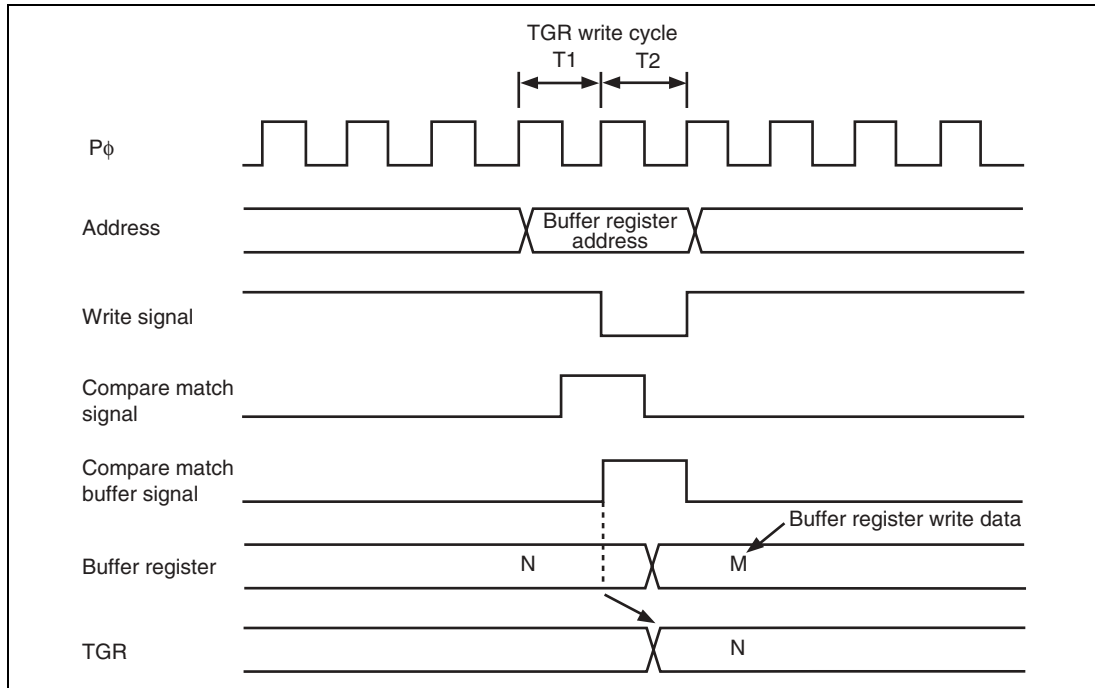 TGR write cycle
T1 T2
Pϕ
Address
Buffer register
address
Write signal
Compare match
signal
Compare match
buffer signal
Buffer register write data
Buffer register
N M
TGR
N